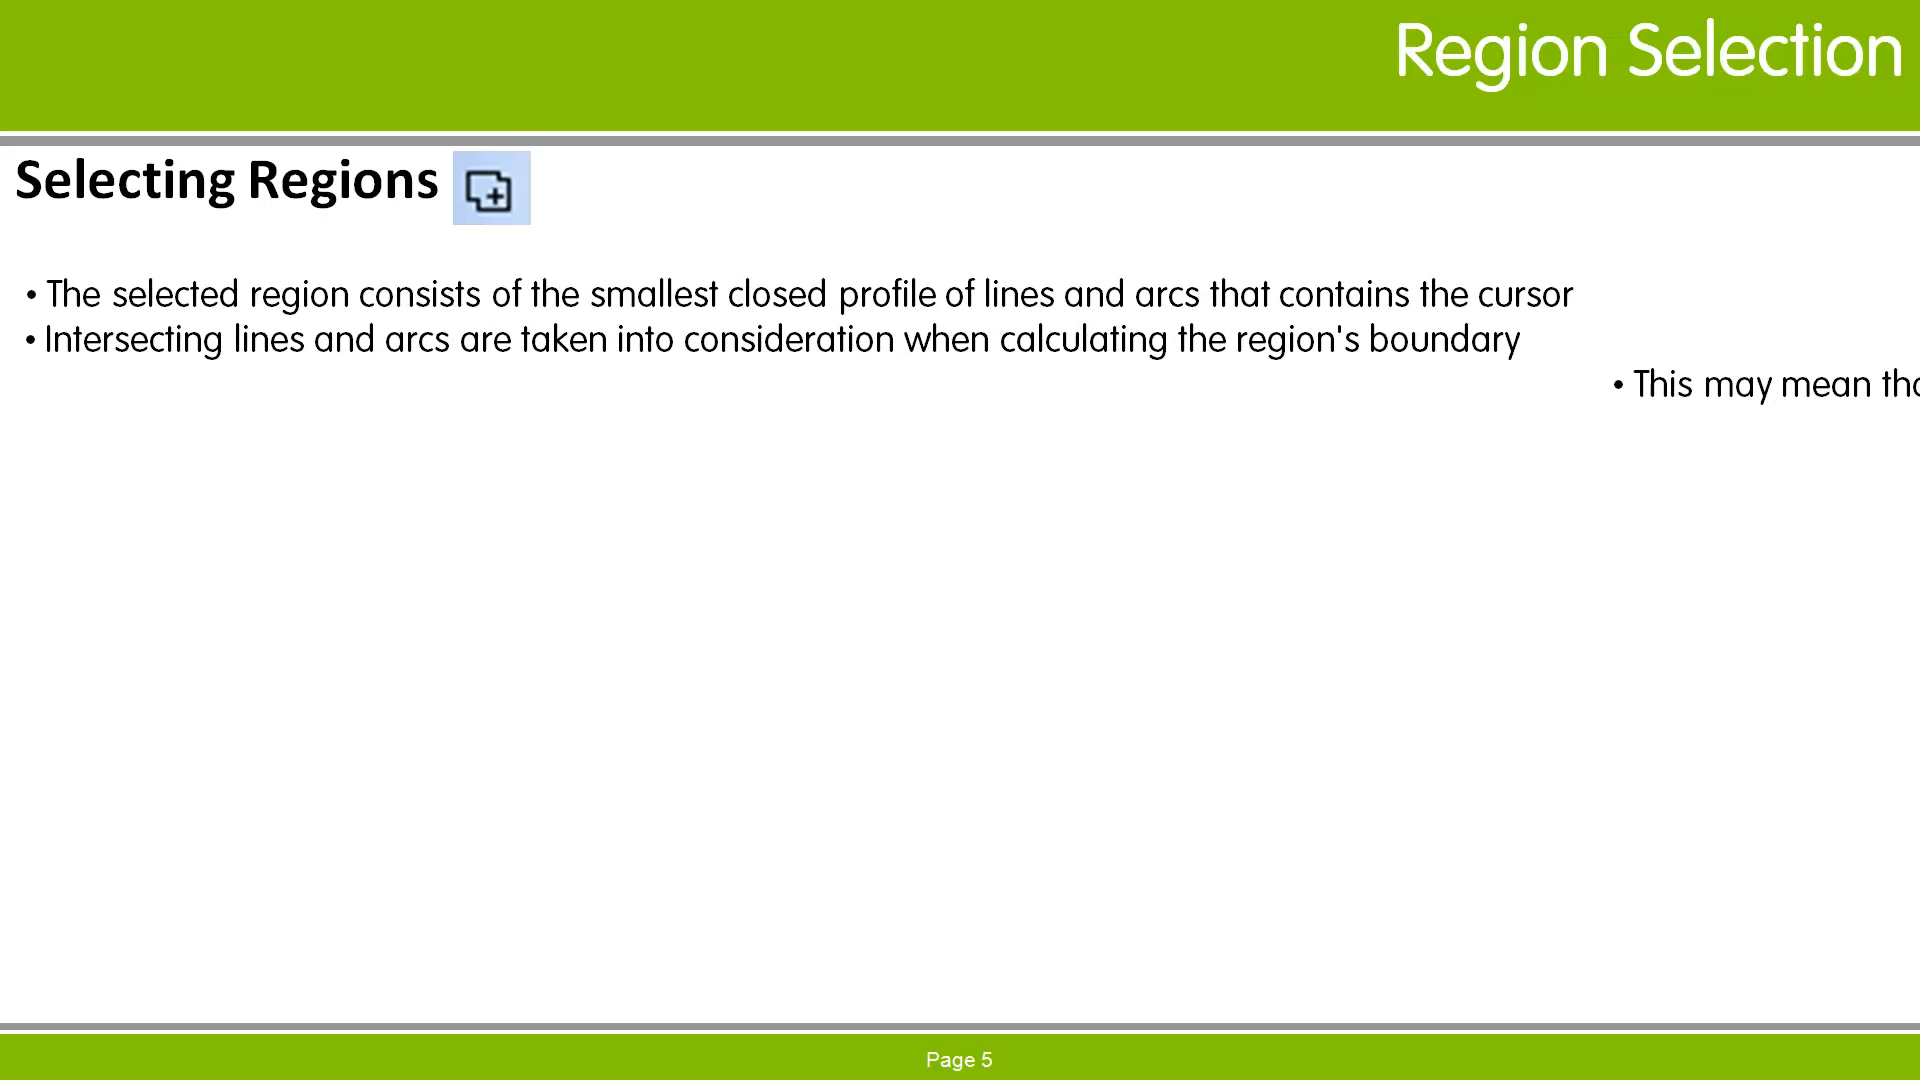 Region Selection
Selecting Regions
• The selected region consists of the smallest closed profile of lines and arcs that contains the cursor
• Intersecting lines and arcs are taken into consideration when calculating the region's boundary
• This may mean
Page 5